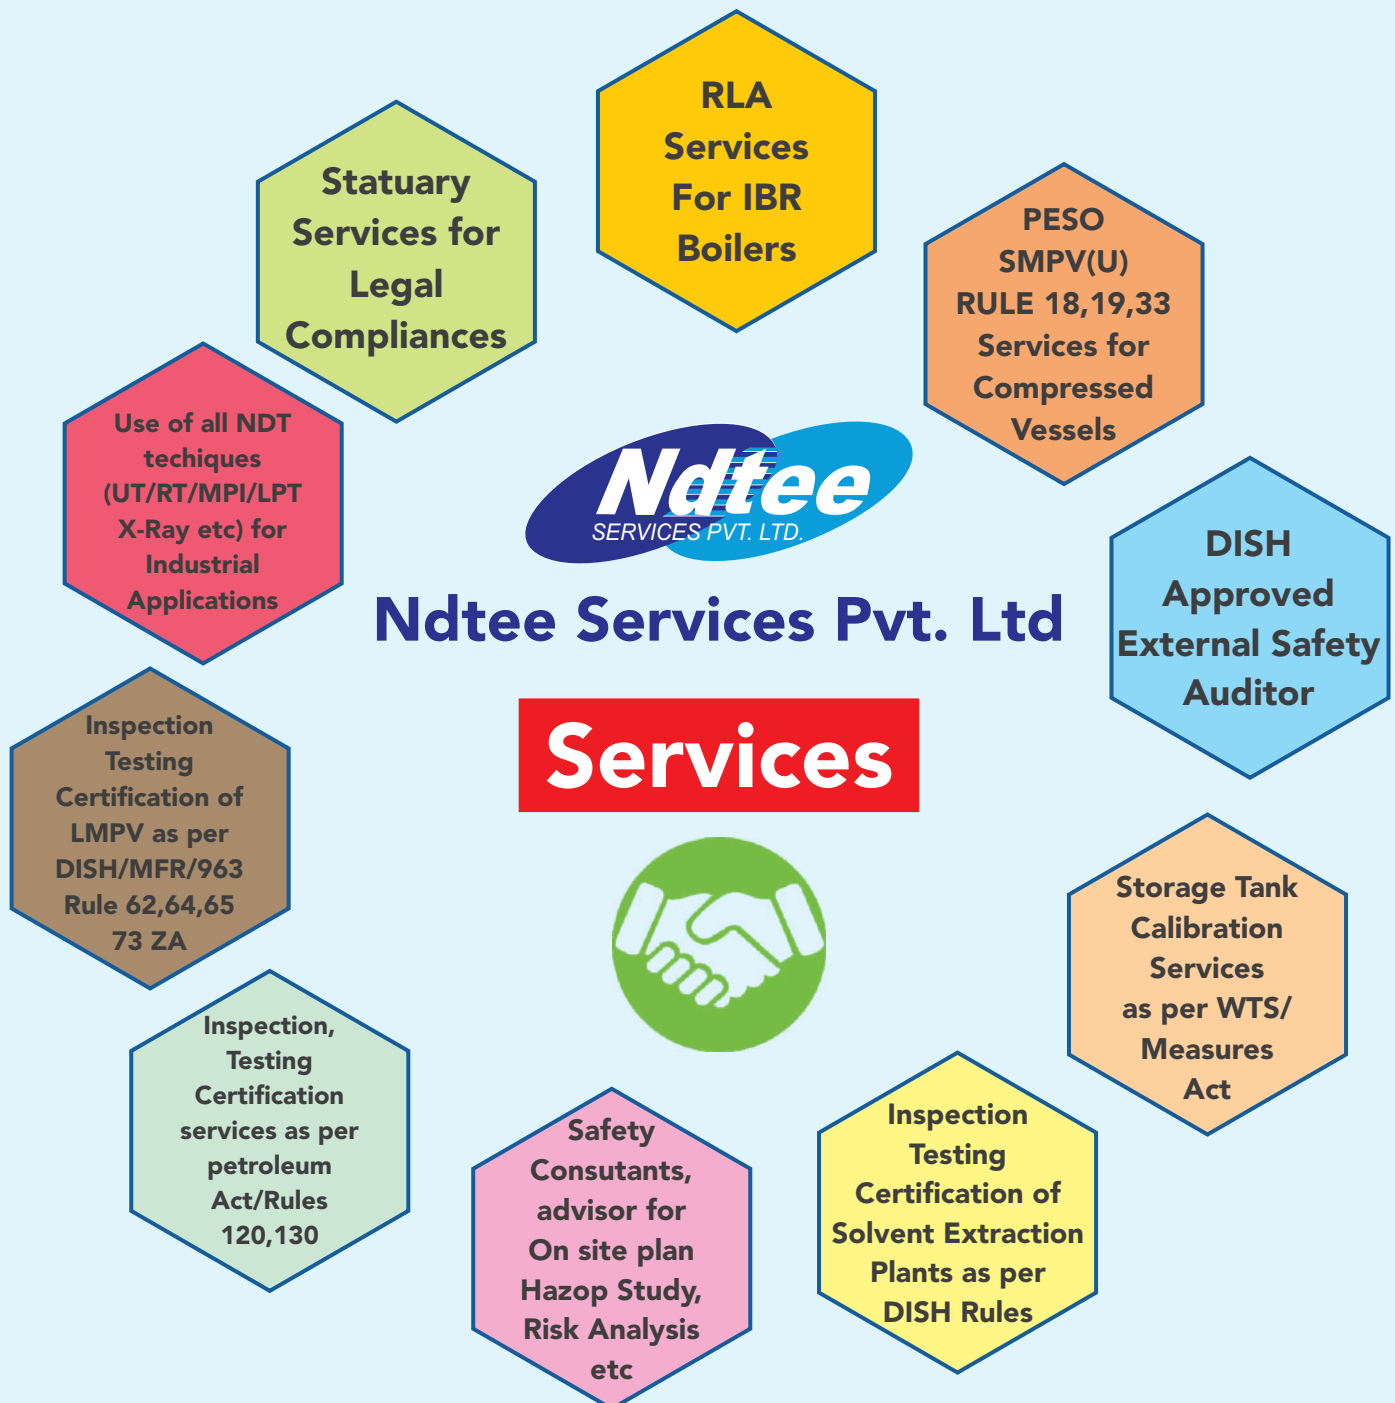 RLA
Services
For IBR
Boilers
Statuary
Services for
Legal
Compliances
PESO
SMPV(U)
RULE 18,19,33
Services for
Compressed
Vessels
Use of all NDT
techiques
(UT/RT/MPI/LPT
X-Ray etc) for
Industrial
Applications
Ndtee
SERVICES PVT. LTD.
Ndtee Services Pvt. Ltd
Services
DISH
Approved
External Safety
Auditor
Inspection
Testing
Certification of
LMPV as per
DISH/MFR/963
Rule 62,64,65
73 ZA
Storage Tank
Calibration
Services
as per WTS/
Measures
Act
Inspection,
Testing
Certification
services as per
petroleum
Act/Rules
120,130
Safety
Consutants,
advisor for
On site plan
Hazop Study,
Risk Analysis
etc
Inspection
Testing
Certification of
Solvent Extraction
Plants as per
DISH Rules